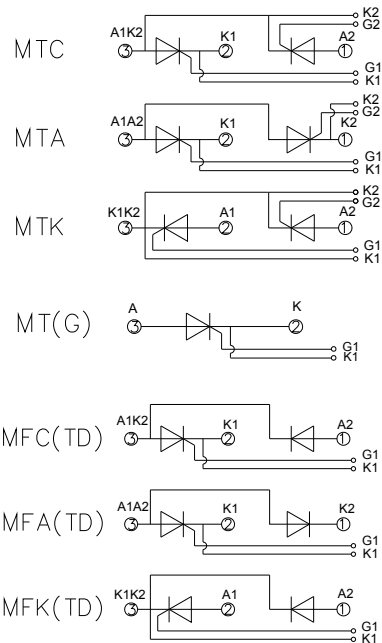 K2
A1K2 K1 A2 G2
MTC 3 2 1
G1
K1
K2
A1A2 K1 K2 G2
MTA 3 2 1
G1
K1
K2
K1K2 A1 A2 G2
MTK 3 2 1
G1
K1
A K
MT(G) 3 2
G1
K1
A1K2 K1 A2
MFC(TD) 3 2 1
G1
K1
A1A2 K1 K2
MFA(TD) 3 2 1
G1
K1
K1K2 A1 A2
MFK(TD) 3 2 1
G1
K1